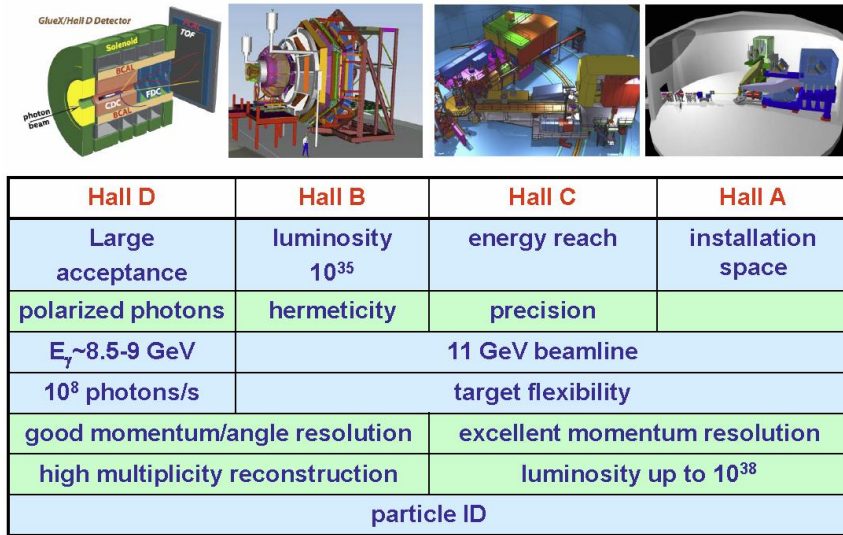 GlueX/Hall D Detector
Solenoid
TOF
BCAL
CDC
FDC
BCAL
photon
beam
Hall D Hall B Hall C Hall A
Large
acceptance
luminosity
10³⁵
energy reach
installation
space
polarized photons hermeticity precision
Eγ~8.5-9 GeV 11 GeV beamline
10⁸ photons/s target flexibility
good momentum/angle resolution excellent momentum resolution
high multiplicity reconstruction luminosity up to 10³⁸
particle ID